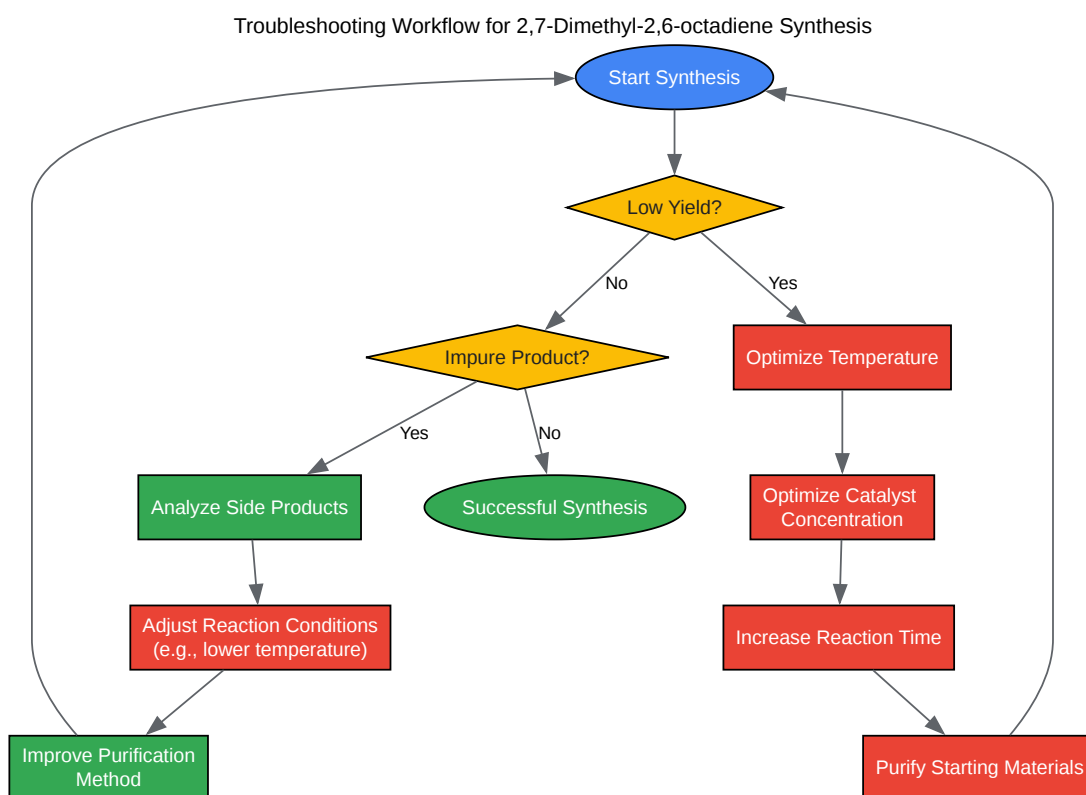 Troubleshooting Workflow for 2,7-Dimethyl-2,6-octadiene Synthesis
Start Synthesis
Low Yield?
No
Yes
Impure Product?
Optimize Temperature
Yes
No
Analyze Side Products
Successful Synthesis
Optimize Catalyst
Concentration
Adjust Reaction Conditions
(e.g., lower temperature)
Increase Reaction Time
Improve Purification
Method
Purify Starting Materials